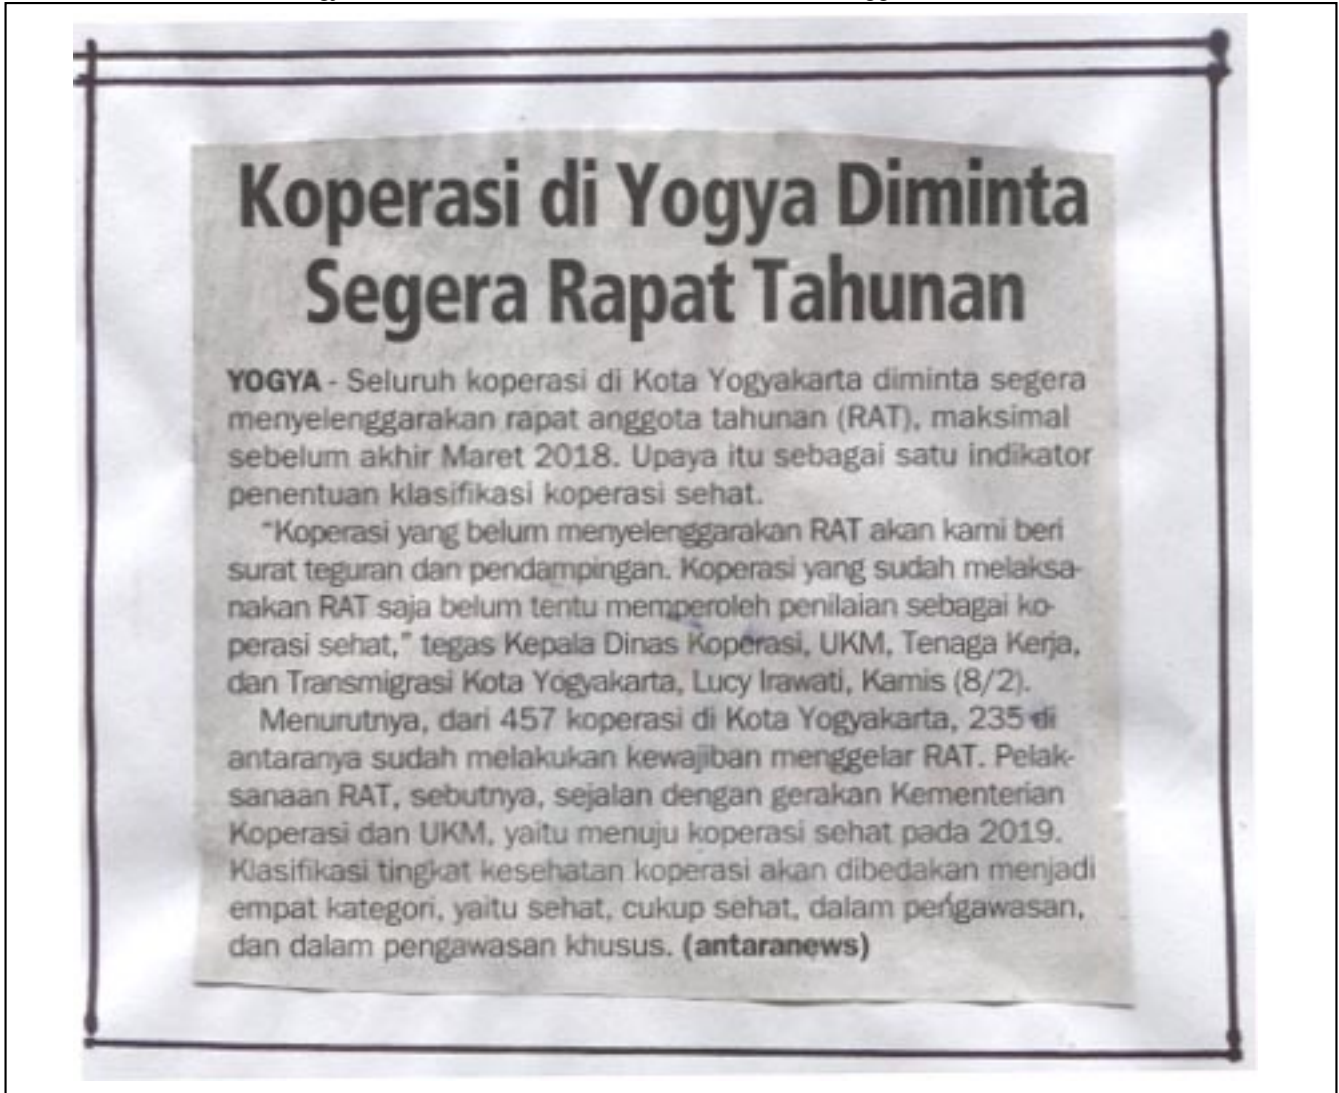 Koperasi di Yogya Diminta
Segera Rapat Tahunan
YOGYA - Seluruh koperasi di Kota Yogyakarta diminta segera
menyelenggarakan rapat anggota tahunan (RAT), maksimal
sebelum akhir Maret 2018. Upaya itu sebagai satu indikator
penentuan klasifikasi koperasi sehat.
"Koperasi yang belum menyelenggarakan RAT akan kami beri
surat teguran dan pendampingan. Koperasi yang sudah melaksa-
nakan RAT saja belum tentu memperoleh penilaian sebagai ko-
perasi sehat," tegas Kepala Dinas Koperasi, UKM, Tenaga Kerja,
dan Transmigrasi Kota Yogyakarta, Lucy Irawati, Kamis (8/2).
Menurutnya, dari 457 koperasi di Kota Yogyakarta, 235 di
antaranya sudah melakukan kewajiban menggelar RAT. Pelak-
sanaan RAT, sebutnya, sejalan dengan gerakan Kementerian
Koperasi dan UKM, yaitu menuju koperasi sehat pada 2019.
Klasifikasi tingkat kesehatan koperasi akan dibedakan menjadi
empat kategori, yaitu sehat, cukup sehat, dalam pengawasan,
dan dalam pengawasan khusus. (antaranews)